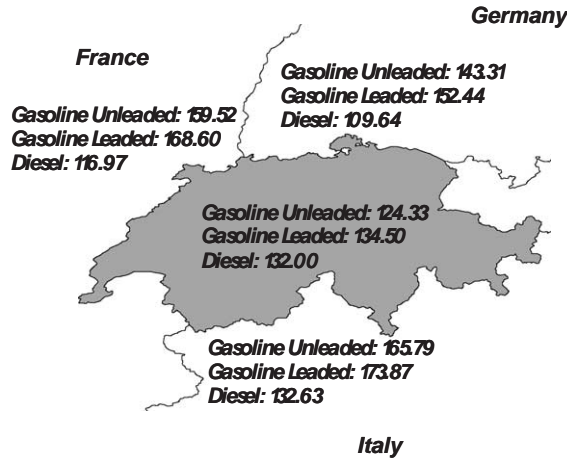 Germany
France
Gasoline Unleaded: 143.31
Gasoline Leaded: 152.44
Diesel: 109.64
Gasoline Unleaded: 159.52
Gasoline Leaded: 168.60
Diesel: 116.97
Gasoline Unleaded: 124.33
Gasoline Leaded: 134.50
Diesel: 132.00
Gasoline Unleaded: 165.79
Gasoline Leaded: 173.87
Diesel: 132.63
Italy